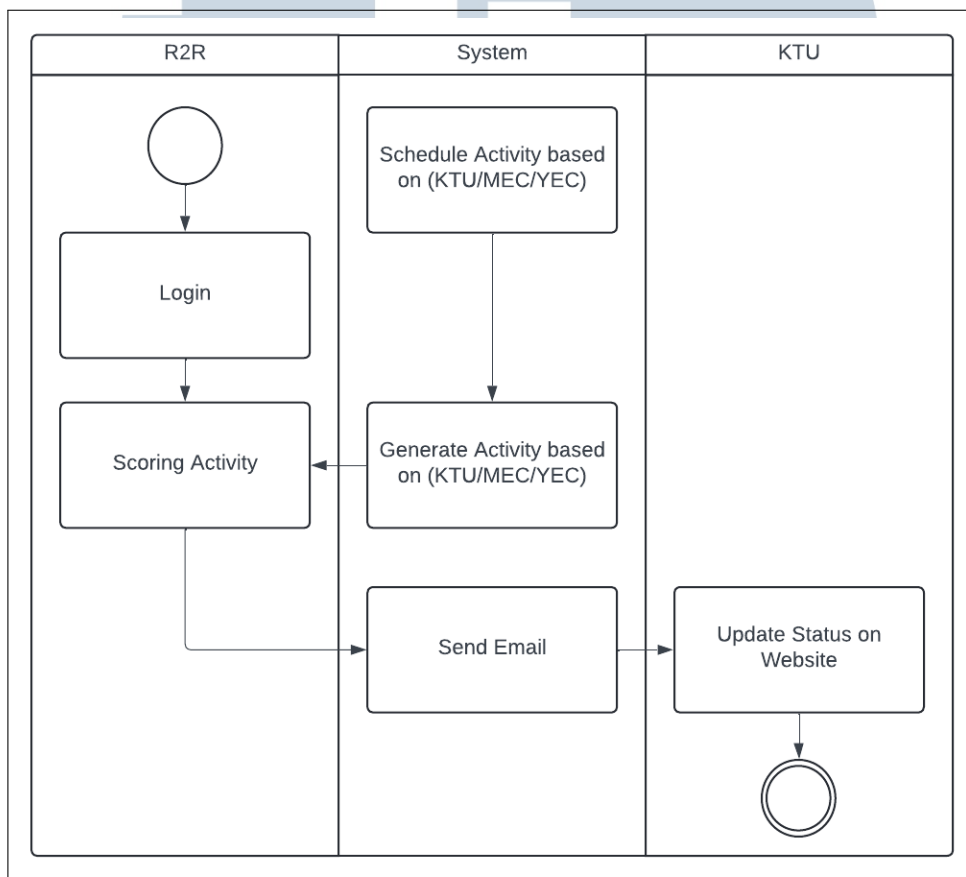 R2R
System
KTU
Schedule Activity based
on (KTU/MEC/YEC)
Login
Scoring Activity
Generate Activity based
on (KTU/MEC/YEC)
Send Email
Update Status on
Website